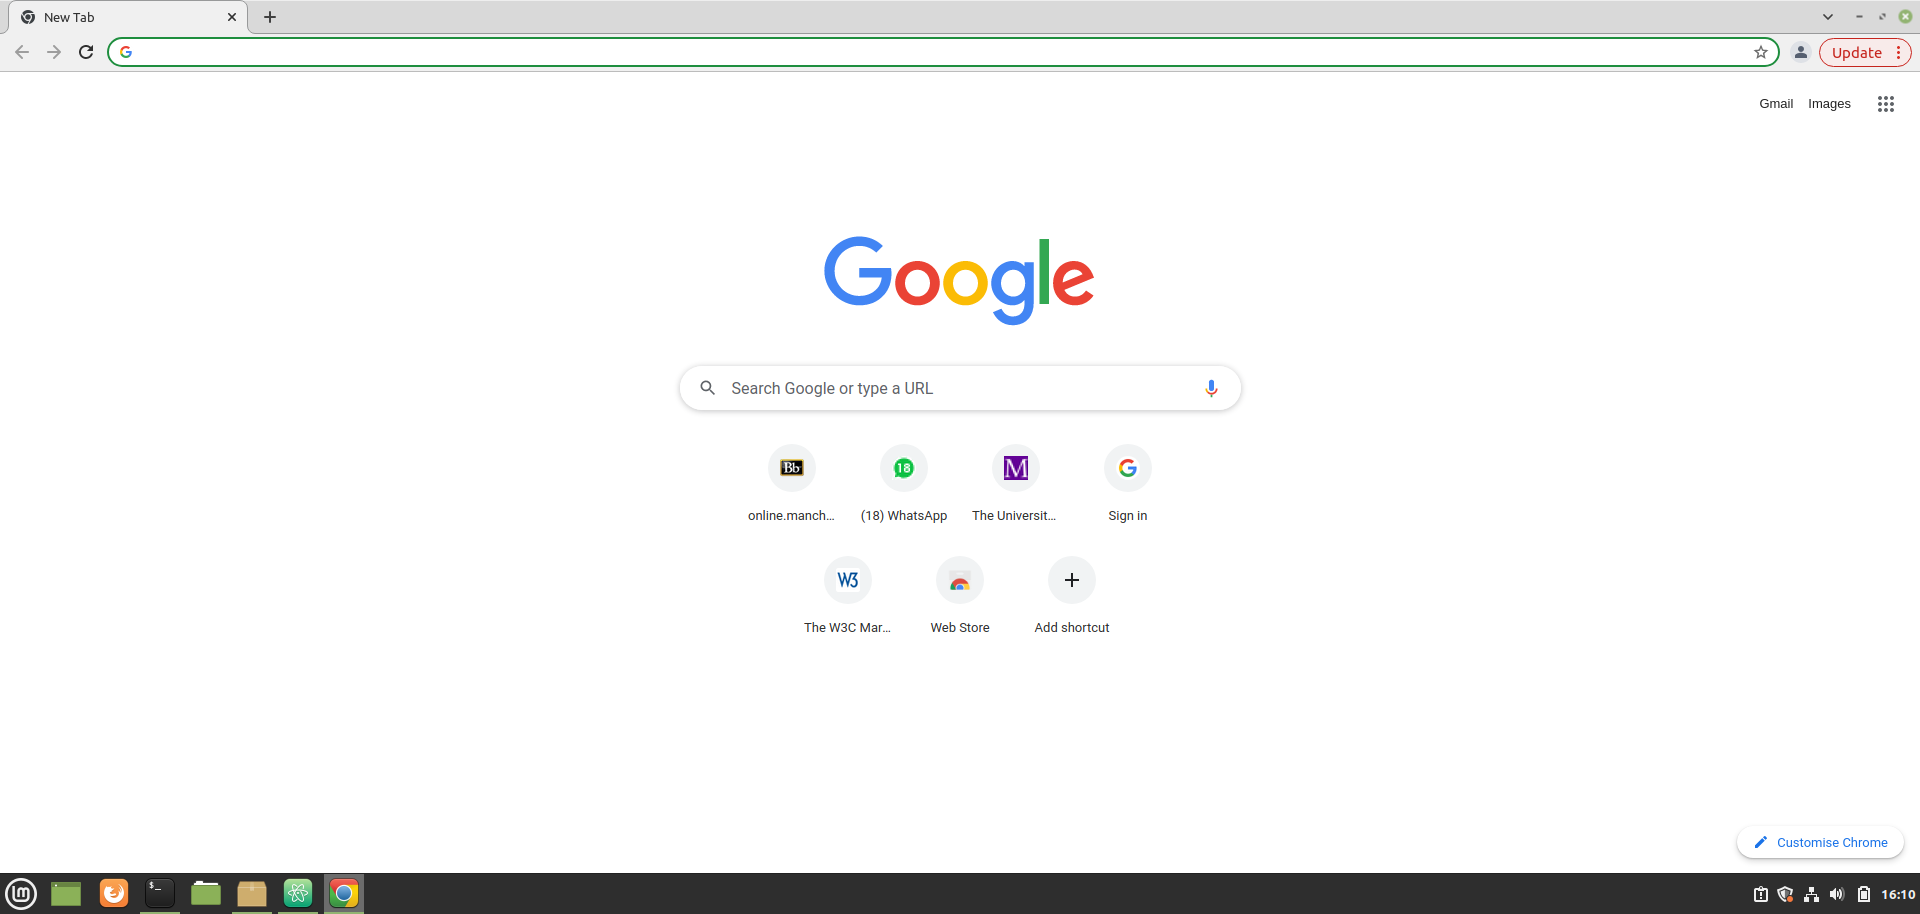 New Tab
Update
Gmail Images
Google
Search Google or type a URL
Bb 18 M G
online.manch... (18) WhatsApp The Universit... Sign in
W3
The W3C Mar... Web Store Add shortcut
Customise Chrome
lm $_ 16:10